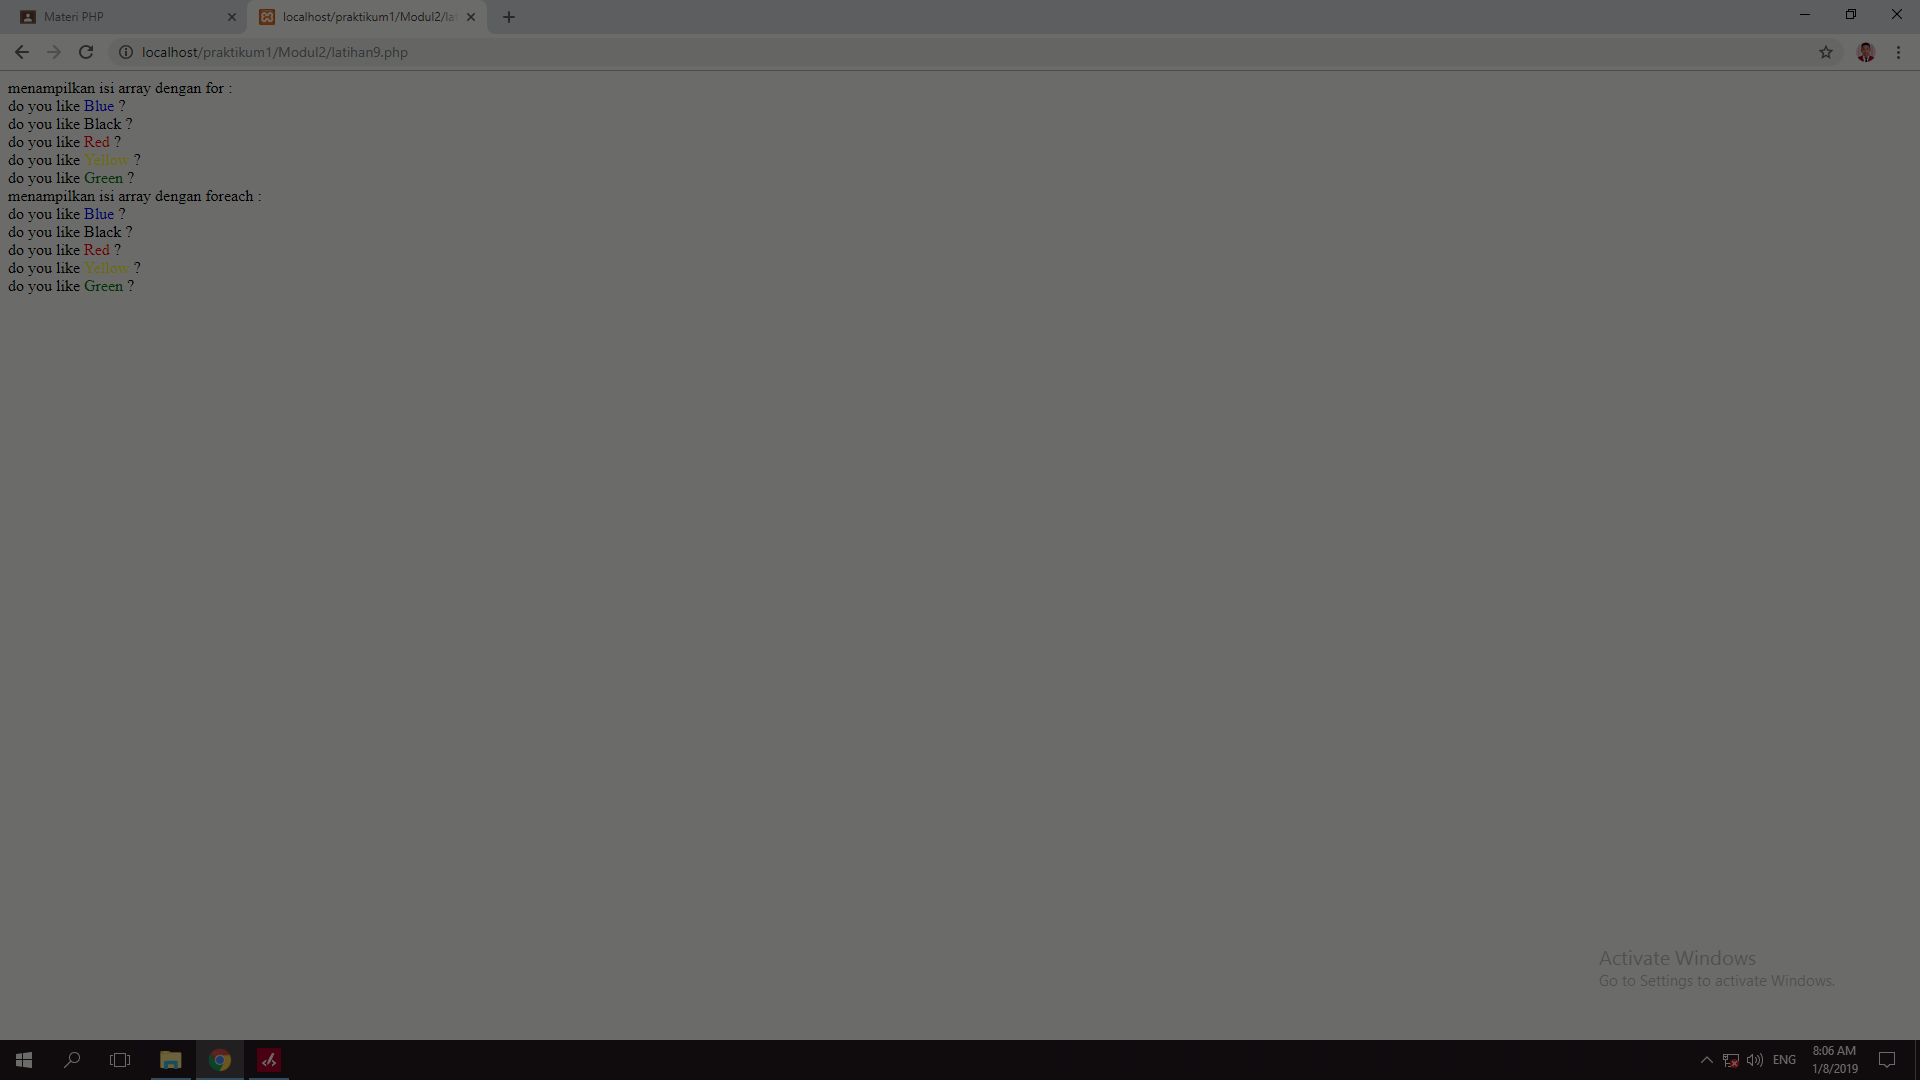 Materi PHP
localhost/praktikum1/Modul2/lat
localhost/praktikum1/Modul2/latihan9.php
menampilkan isi array dengan for :
do you like Blue ?
do you like Black ?
do you like Red ?
do you like Yellow ?
do you like Green ?
menampilkan isi array dengan foreach :
do you like Blue ?
do you like Black ?
do you like Red ?
do you like Yellow ?
do you like Green ?
Activate Windows
Go to Settings to activate Windows.
ENG
8:06 AM
1/8/2019